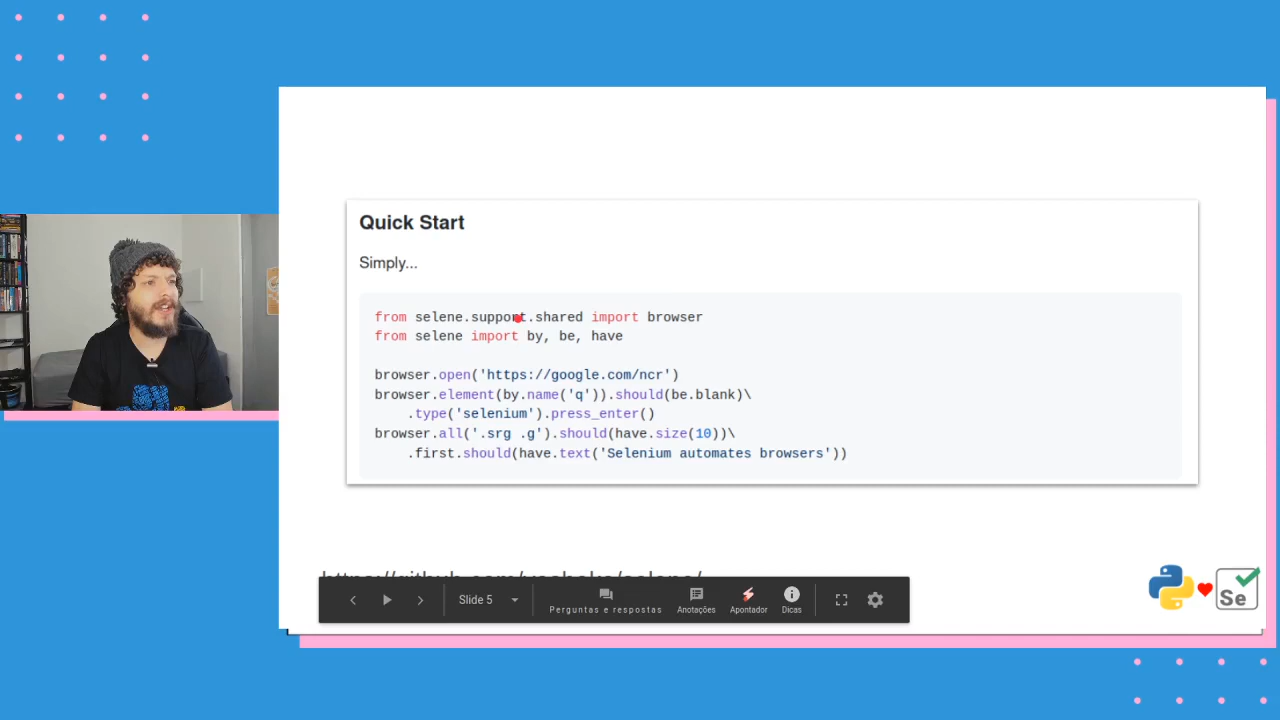 Quick Start
Simply...
from selene.support.shared import browser
from selene import by, be, have
browser.open('https://google.com/ncr')
browser.element(by.name('q')).should(be.blank)\
.type('selenium').press_enter()
browser.all('.srg .g').should(have.size(10))\
.first.should(have.text('Selenium automates browsers'))
Slide 5
Perguntas e respostas
Anotações
Apontador
Dicas
Se